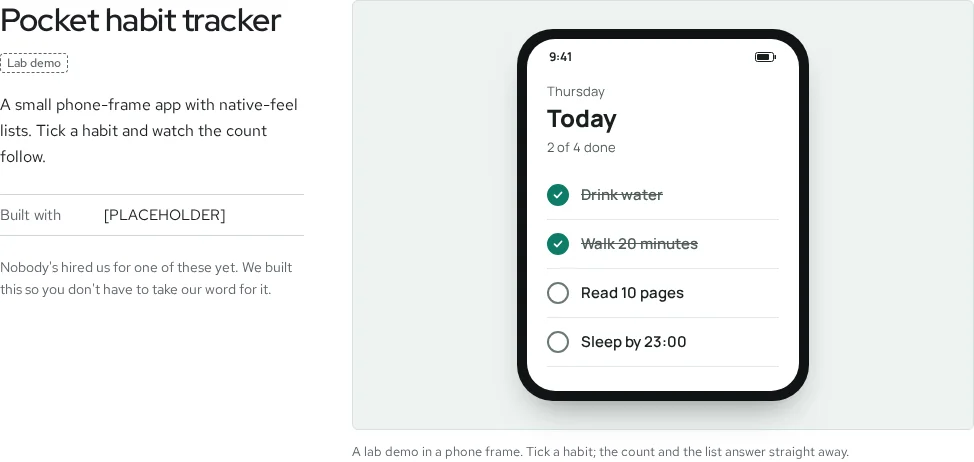 Pocket habit tracker
Lab demo
A small phone-frame app with native-feel
lists. Tick a habit and watch the count
follow.
Built with [PLACEHOLDER]
Nobody's hired us for one of these yet. We built
this so you don't have to take our word for it.
9:41
Thursday
Today
2 of 4 done
Drink water
Walk 20 minutes
Read 10 pages
Sleep by 23:00
A lab demo in a phone frame. Tick a habit; the count and the list answer straight away.